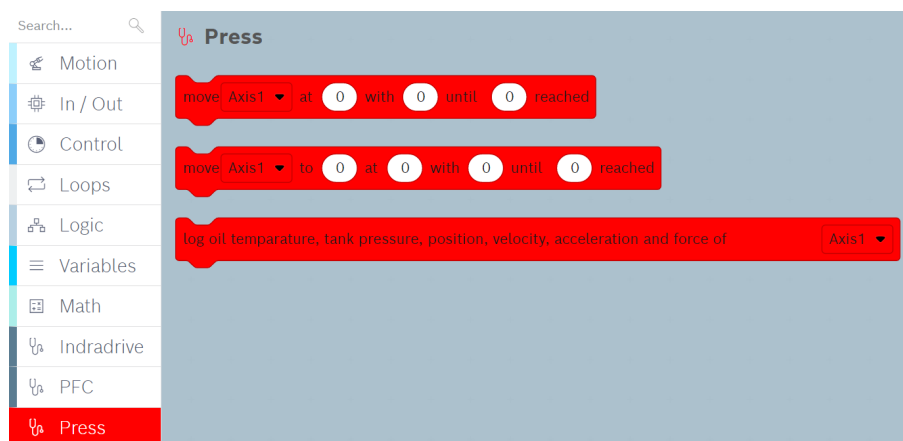 Search...
Motion
In / Out
Control
Loops
Logic
Variables
Math
Indradrive
PFC
Press
Press
move Axis1 at 0 with 0 until 0 reached
move Axis1 to 0 at 0 with 0 until 0 reached
log oil temparature, tank pressure, position, velocity, acceleration and force of Axis1